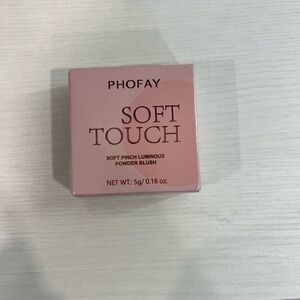 PHOFAY
SOFT
TOUCH
SOFT PINCH LUMINOUS
POWDER BLUSH
NET WT.: 5g/ 0.18 oz.